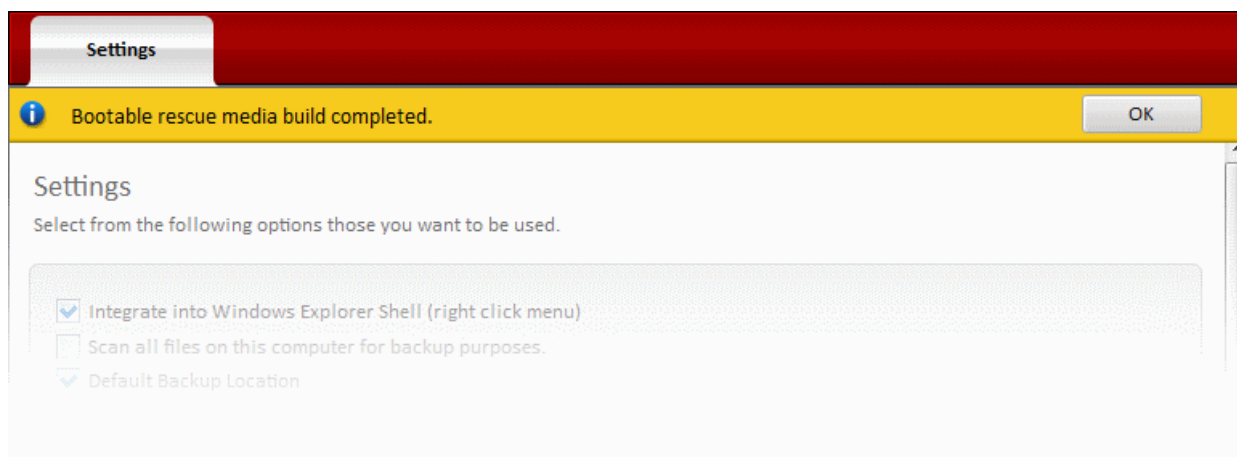 Settings
Bootable rescue media build completed.
OK
Settings
Select from the following options those you want to be used.
Integrate into Windows Explorer Shell (right click menu)
Scan all files on this computer for backup purposes.
Default Backup Location